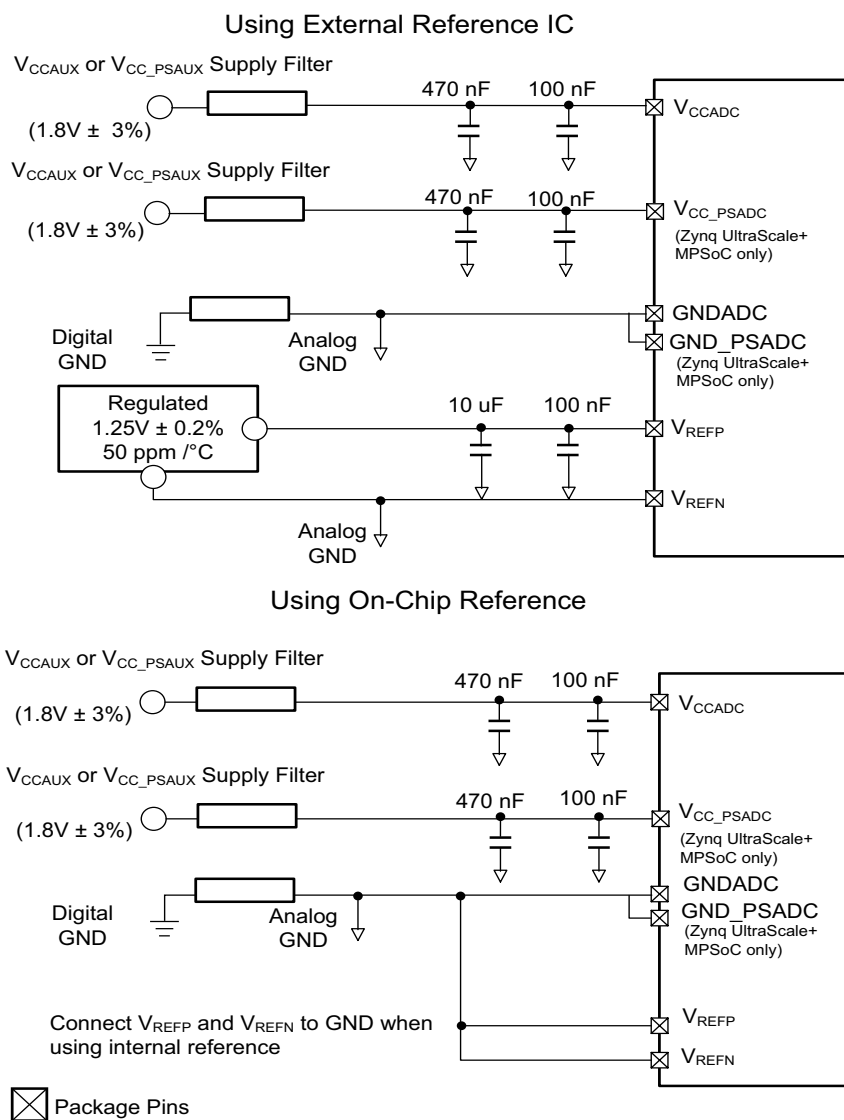 Using External Reference IC
VCCAUX or VCC_PSAUX Supply Filter
470 nF 100 nF
VCCADC
(1.8V ± 3%)
VCCAUX or VCC_PSAUX Supply Filter
470 nF 100 nF
VCC_PSADC
(1.8V ± 3%)
(Zynq UltraScale+
MPSoC only)
GNDADC
Digital
GND
Analog
GND
GND_PSADC
(Zynq UltraScale+
MPSoC only)
Regulated
1.25V ± 0.2%
50 ppm /°C
10 uF 100 nF
VREFP
VREFN
Analog
GND
Using On-Chip Reference
VCCAUX or VCC_PSAUX Supply Filter
470 nF 100 nF
VCCADC
(1.8V ± 3%)
VCCAUX or VCC_PSAUX Supply Filter
470 nF 100 nF
VCC_PSADC
(1.8V ± 3%)
(Zynq UltraScale+
MPSoC only)
GNDADC
Digital
GND
Analog
GND
GND_PSADC
(Zynq UltraScale+
MPSoC only)
Connect VREFP and VREFN to GND when
using internal reference
VREFP
VREFN
Package Pins